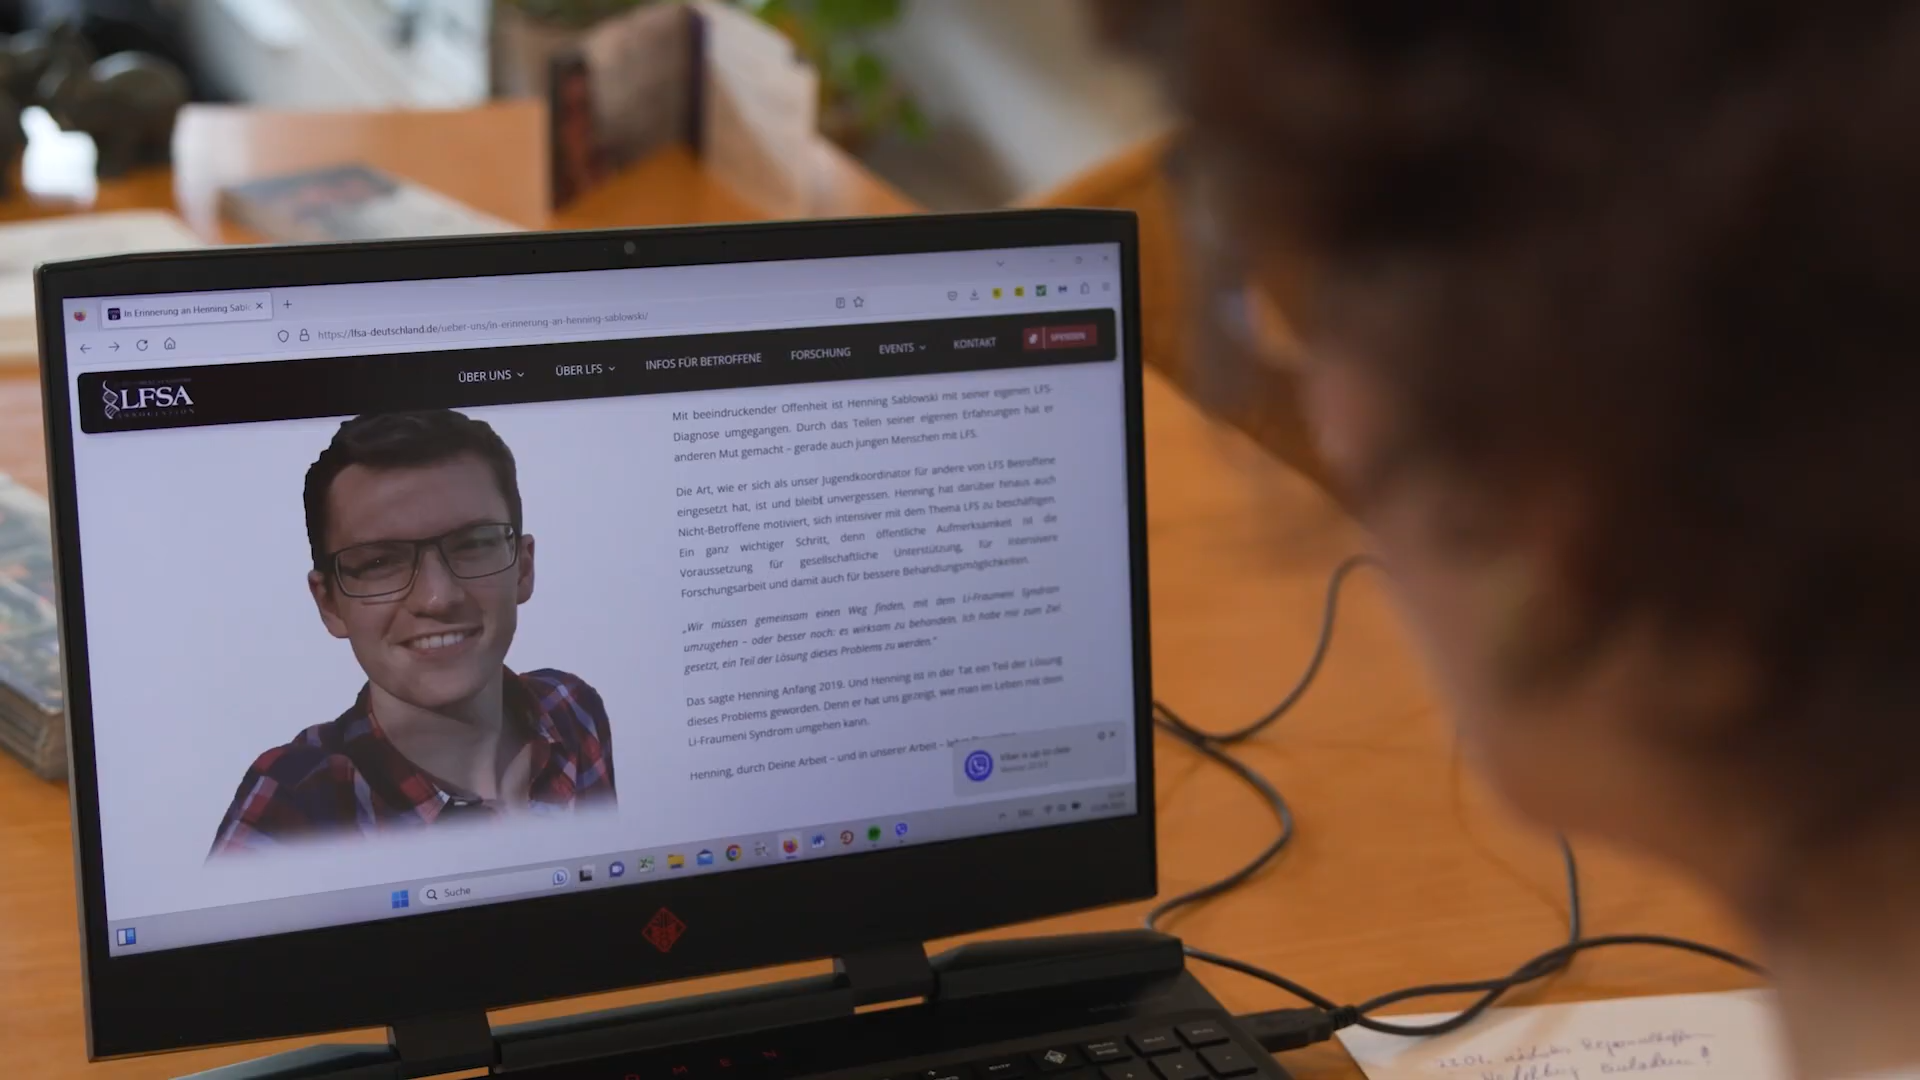 In Erinnerung an Henning Sablo
https://lfsa-deutschland.de/ueber-uns/in-erinnerung-an-henning-sablowski/
LFSA
ASSOCIATION
ÜBER UNS
ÜBER LFS
INFOS FÜR BETROFFENE
FORSCHUNG
EVENTS
KONTAKT
SPENDEN
Mit beeindruckender Offenheit ist Henning Sablowski mit seiner eigenen LFS-
Diagnose umgegangen. Durch das Teilen seiner eigenen Erfahrungen hat er
anderen Mut gemacht – gerade auch jungen Menschen mit LFS.
Die Art, wie er sich als unser Jugendkoordinator für andere von LFS Betroffene
eingesetzt hat, ist und bleibt unvergessen. Henning hat darüber hinaus auch
Nicht-Betroffene motiviert, sich intensiver mit dem Thema LFS zu beschäftigen.
Ein ganz wichtiger Schritt, denn öffentliche Aufmerksamkeit ist die
Voraussetzung für gesellschaftliche Unterstützung, für intensivere
Forschungsarbeit und damit auch für bessere Behandlungsmöglichkeiten.
„Wir müssen gemeinsam einen Weg finden, mit dem Li-Fraumeni Syndrom
umzugehen – oder besser noch: es wirksam zu behandeln. Ich habe mir zum Ziel
gesetzt, ein Teil der Lösung dieses Problems zu werden.“
Das sagte Henning Anfang 2019. Und Henning ist in der Tat ein Teil der Lösung
dieses Problems geworden. Denn er hat uns gezeigt, wie man im Leben mit dem
Li-Fraumeni Syndrom umgehen kann.
Henning, durch Deine Arbeit – und in unserer Arbeit –
Viber is up to date
Suche
OMEN